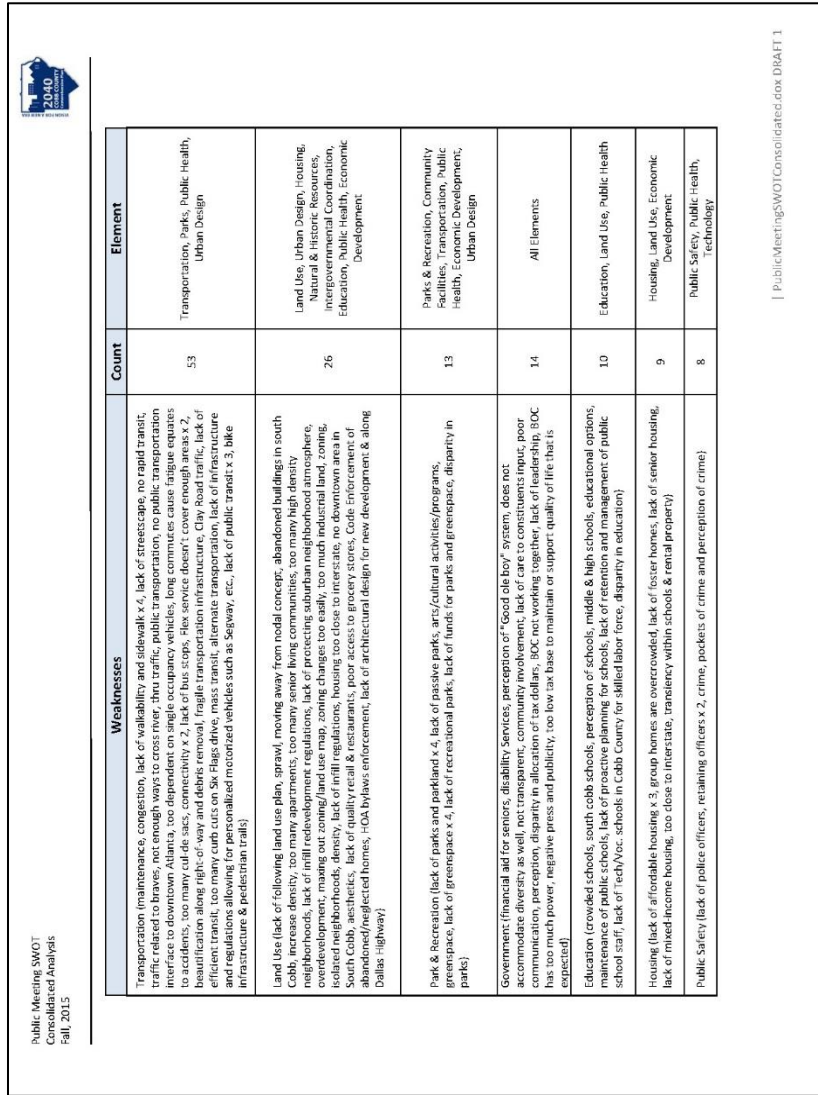 Public Meeting SWOT
Consolidated Analysis
Fall, 2015
2040
COBB COUNTY
Weaknesses
Count
Element
Transportation (maintenance, congestion, lack of walkability and sidewalk x 4, lack of streetscape, no rapid transit,
traffic related to braves, not enough ways to cross river, thru traffic, public transportation, no public transportation
interface to downtown Atlanta, too dependent on single occupancy vehicles, long commutes cause fatigue equates
to accidents, too many cul-de sacs, connectivity x 2, lack of bus stops, Flex service doesn't cover enough areas x 2,
beautification along right-of-way and debris removal, fragile transportation infrastructure, Clay Road traffic, lack of
efficient transit, too many curb cuts on Six Flags drive, mass transit, alternate transportation, lack of infrastructure
and regulations allowing for personalized motorized vehicles such as Segway, etc., lack of public transit x 3, bike
infrastructure & pedestrian trails)
53
Transportation, Parks, Public Health,
Urban Design
Land Use (lack of following land use plan, sprawl, moving away from nodal concept, abandoned buildings in south
Cobb, increase density, too many apartments, too many senior living communities, too many high density
neighborhoods, lack of infill redevelopment regulations, lack of protecting suburban neighborhood atmosphere,
overdevelopment, maxing out zoning/land use map, zoning changes too easily, too much industrial land, zoning,
isolated neighborhoods, density, lack of infill regulations, housing too close to interstate, no downtown area in
South Cobb, aesthetics, lack of quality retail & restaurants, poor access to grocery stores, Code Enforcement of
abandoned/neglected homes, HOA bylaws enforcement, lack of architectural design for new development & along
Dallas Highway)
26
Land Use, Urban Design, Housing,
Natural & Historic Resources,
Intergovernmental Coordination,
Education, Public Health, Economic
Development
Park & Recreation (lack of parks and parkland x 4, lack of passive parks, arts/cultural activities/programs,
greenspace, lack of greenspace x 4, lack of recreational parks, lack of funds for parks and greenspace, disparity in
parks)
13
Parks & Recreation, Community
Facilities, Transportation, Public
Health, Economic Development,
Urban Design
Government (financial aid for seniors, disability Services, perception of "Good ole boy" system, does not
accommodate diversity as well, not transparent, community involvement, lack of care to constituents input, poor
communication, perception, disparity in allocation of tax dollars, BOC not working together, lack of leadership, BOC
has too much power, negative press and publicity, too low tax base to maintain or support quality of life that is
expected)
14
All Elements
Education (crowded schools, south cobb schools, perception of schools, middle & high schools, educational options,
maintenance of public schools, lack of proactive planning for schools, lack of retention and management of public
school staff, lack of Tech/Voc. schools in Cobb County for skilled labor force, disparity in education)
10
Education, Land Use, Public Health
Housing (lack of affordable housing x 3, group homes are overcrowded, lack of foster homes, lack of senior housing,
lack of mixed-income housing, too close to interstate, transiency within schools & rental property)
9
Housing, Land Use, Economic
Development
Public Safety (lack of police officers, retaining officers x 2, crime, pockets of crime and perception of crime)
8
Public Safety, Public Health,
Technology
| PublicMeetingSWOTConsolidated.dox DRAFT 1